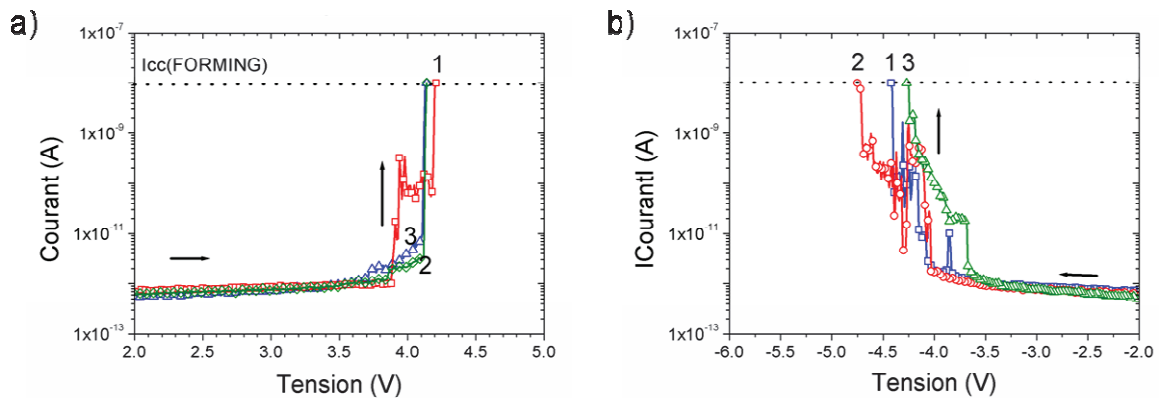 a)
1x10⁻⁷
1x10⁻⁹
1x10⁻¹¹
1x10⁻¹³
Courant (A)
Icc(FORMING)
1
3
2
2.0 2.5 3.0 3.5 4.0 4.5 5.0
Tension (V)
b)
1x10⁻⁷
1x10⁻⁹
1x10⁻¹¹
1x10⁻¹³
ICourantI (A)
2 1 3
-6.0 -5.5 -5.0 -4.5 -4.0 -3.5 -3.0 -2.5 -2.0
Tension (V)